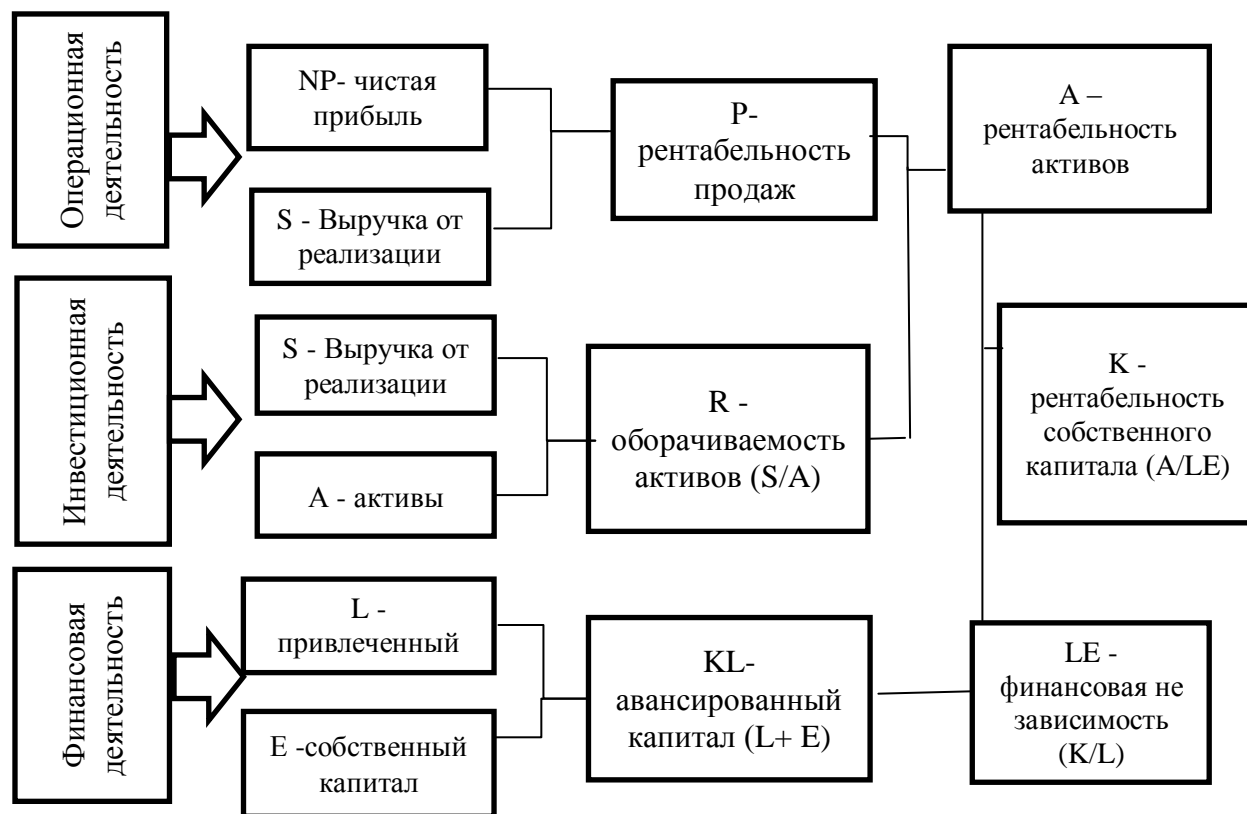 Операционная
деятельность
NP- чистая
прибыль
S - Выручка от
реализации
P-
рентабельность
продаж
A –
рентабельность
активов
Инвестиционная
деятельность
S - Выручка от
реализации
A - активы
R -
оборачиваемость
активов (S/A)
K -
рентабельность
собственного
капитала (A/LE)
Финансовая
деятельность
L -
привлеченный
E -собственный
капитал
KL-
авансированный
капитал (L+ E)
LE -
финансовая не
зависимость
(K/L)